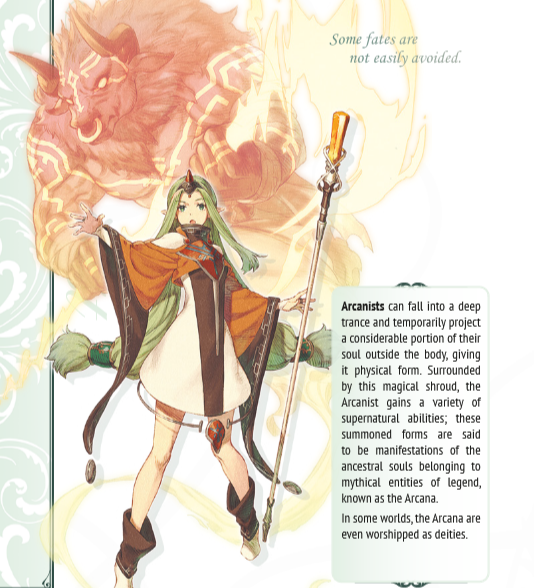 Some fates are
not easily avoided.
Arcanists can fall into a deep
trance and temporarily project
a considerable portion of their
soul outside the body, giving
it physical form. Surrounded
by this magical shroud, the
Arcanist gains a variety of
supernatural abilities; these
summoned forms are said
to be manifestations of the
ancestral souls belonging to
mythical entities of legend,
known as the Arcana.
In some worlds, the Arcana are
even worshipped as deities.